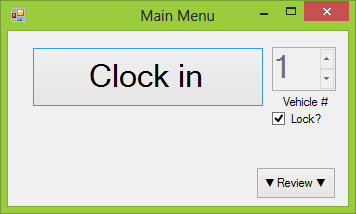 Main Menu
Clock in
1
Vehicle #
Lock?
▼ Review ▼